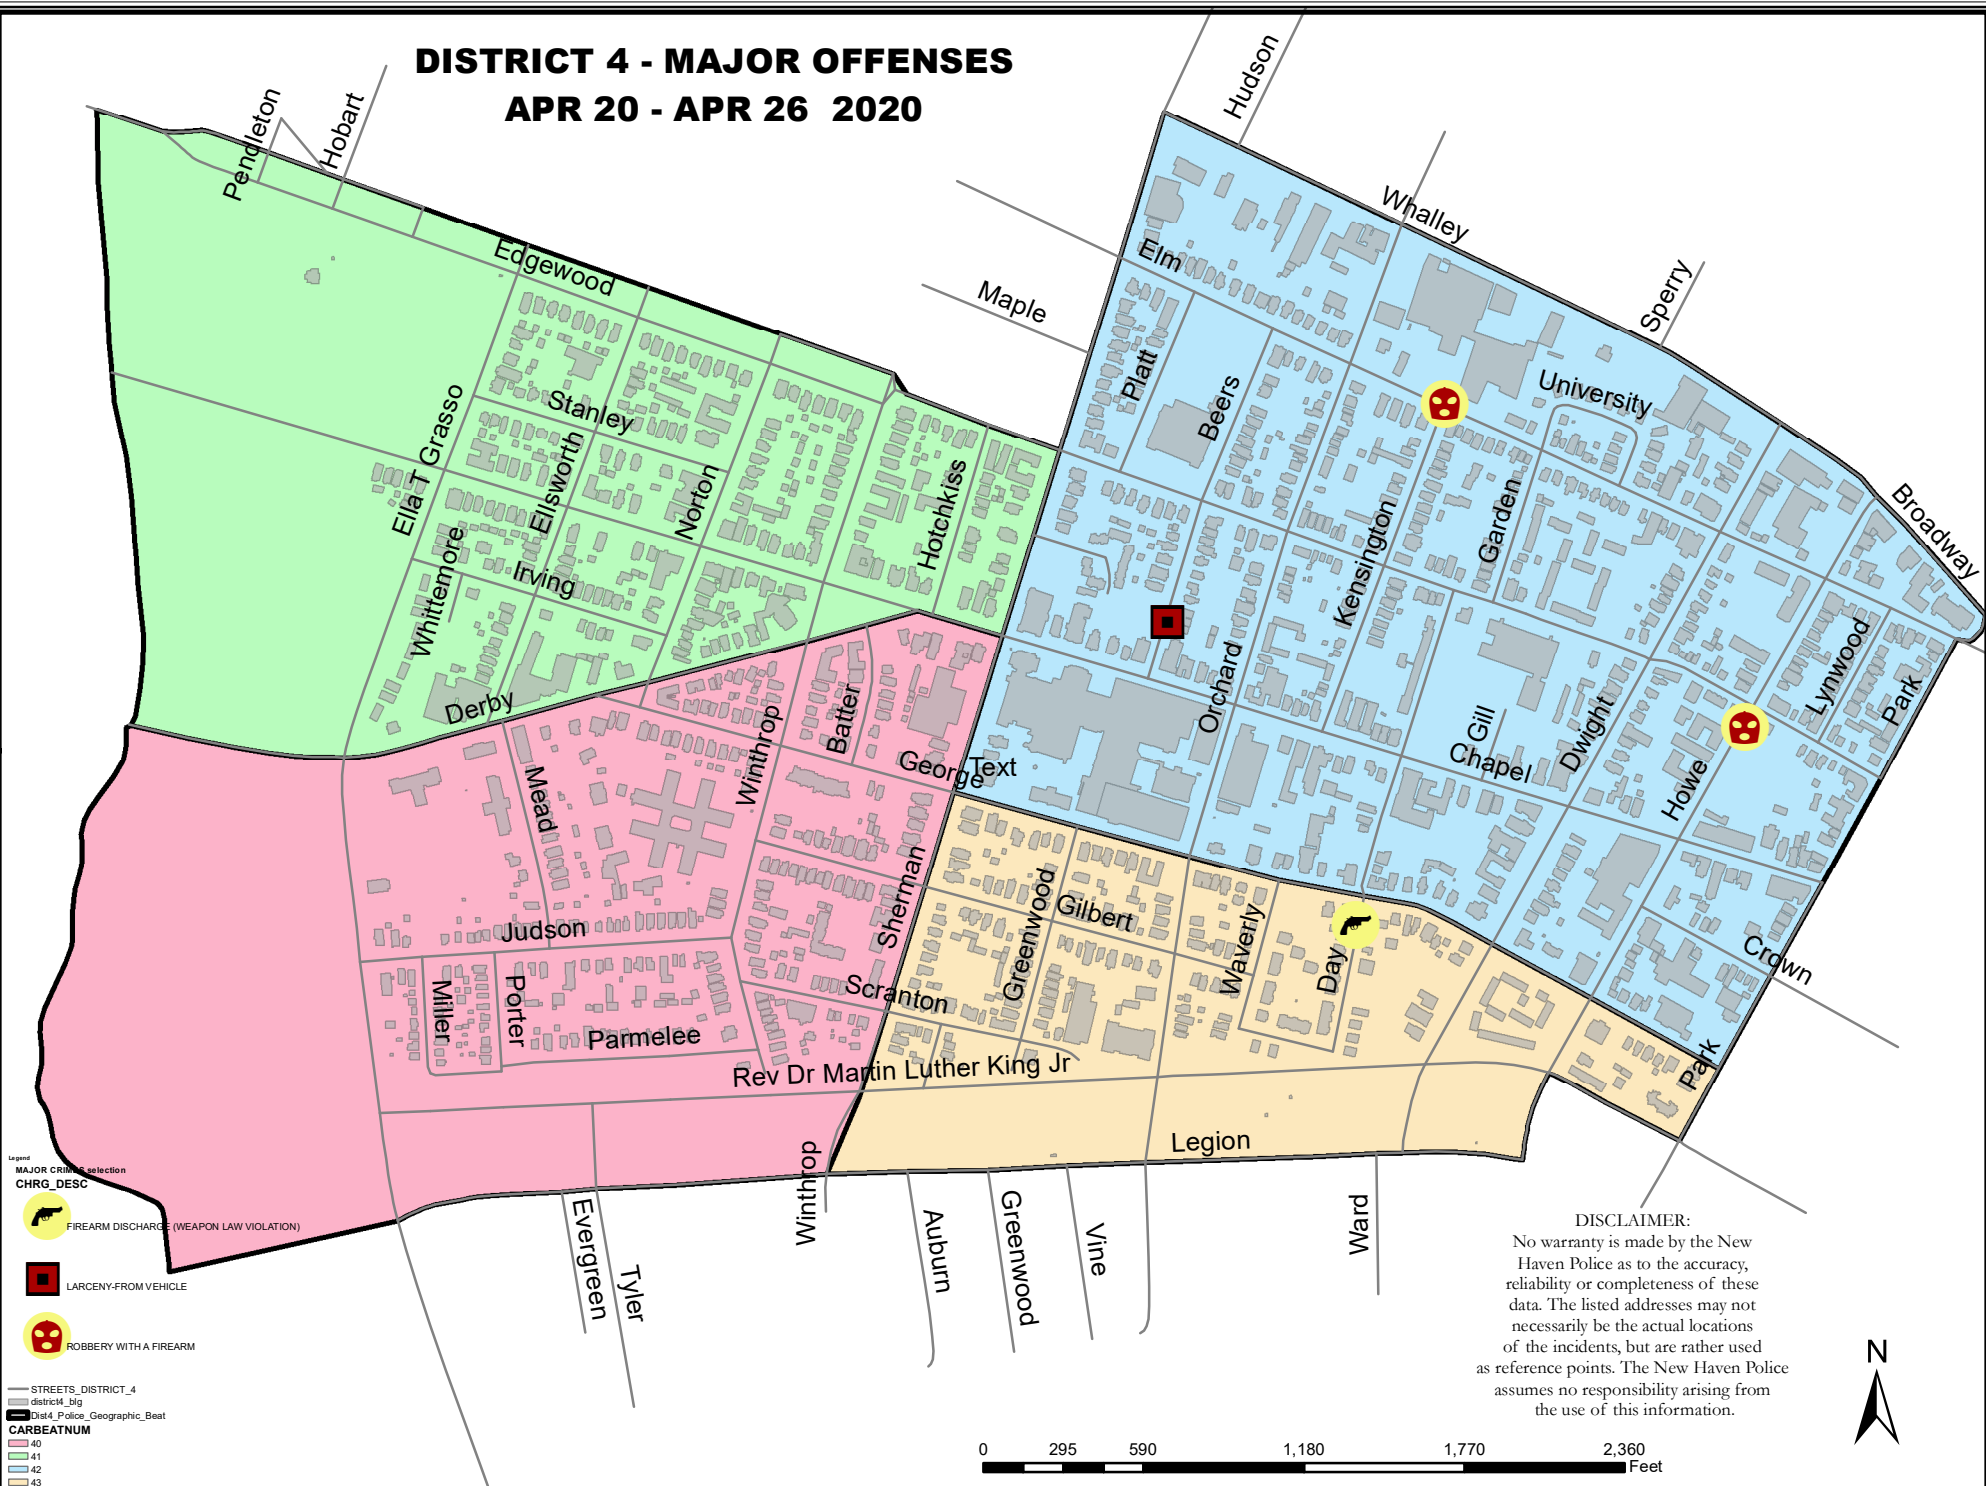 DISTRICT 4 - MAJOR OFFENSES
APR 20 - APR 26 2020
Pendleton
Hobart
Hudson
Whalley
Elm
Edgewood
Maple
Sperry
Platt
Beers
University
Stanley
Ella T Grasso
Ellsworth
Norton
Hotchkiss
Kensington
Garden
Broadway
Whittemore
Irving
Derby
Batter
Winthrop
Orchard
Gill
Chapel
Dwight
Howe
Lynwood
Park
Mead
George
Text
Sherman
Greenwood
Gilbert
Waverly
Day
Crown
Judson
Miller
Porter
Scranton
Parmelee
Rev Dr Martin Luther King Jr
Park
Legion
Winthrop
Evergreen
Tyler
Auburn
Greenwood
Vine
Ward
Legend
MAJOR CRIMES selection
CHRG_DESC
FIREARM DISCHARGE (WEAPON LAW VIOLATION)
LARCENY-FROM VEHICLE
ROBBERY WITH A FIREARM
STREETS_DISTRICT_4
district4_blg
Dist4_Police_Geographic_Beat
CARBEATNUM
40
41
42
43
DISCLAIMER:
No warranty is made by the New
Haven Police as to the accuracy,
reliability or completeness of these
data. The listed addresses may not
necessarily be the actual locations
of the incidents, but are rather used
as reference points. The New Haven Police
assumes no responsibility arising from
the use of this information.
N
0 295 590 1,180 1,770 2,360
Feet